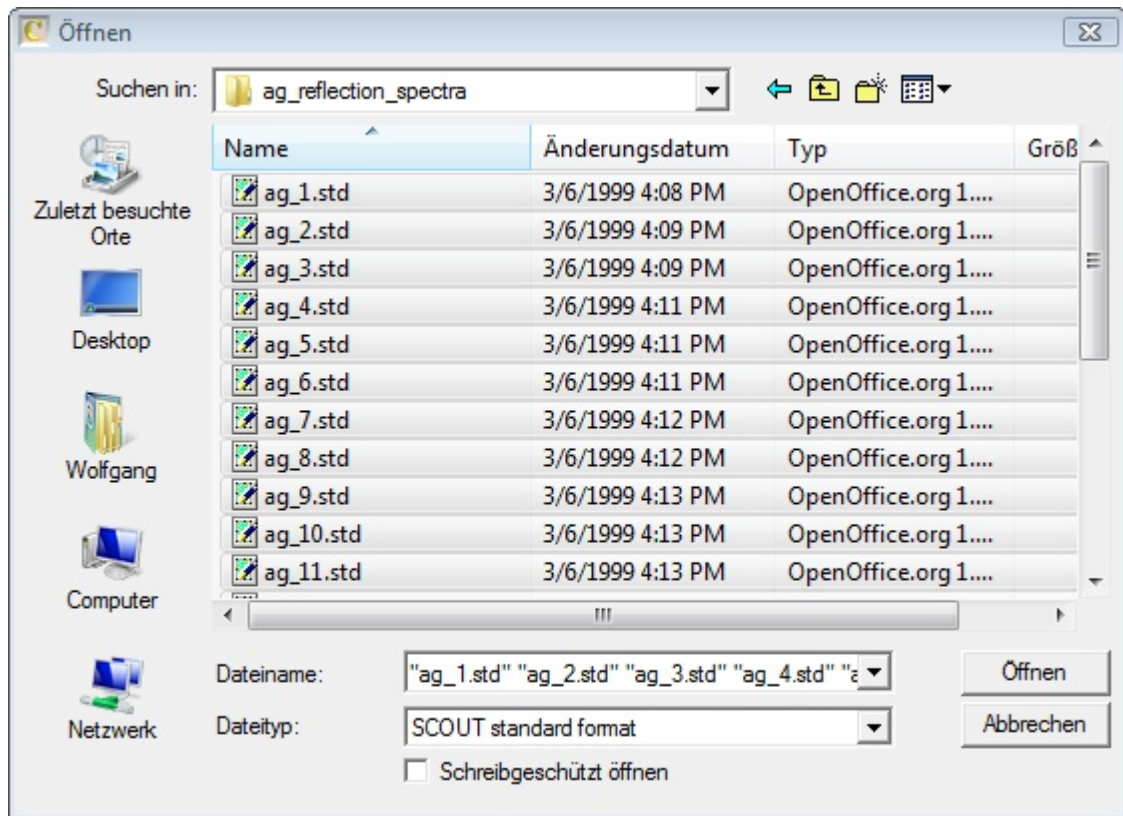 Öffnen
Suchen in: ag_reflection_spectra
Name Änderungsdatum Typ Größ
ag_1.std 3/6/1999 4:08 PM OpenOffice.org 1....
ag_2.std 3/6/1999 4:09 PM OpenOffice.org 1....
ag_3.std 3/6/1999 4:09 PM OpenOffice.org 1....
ag_4.std 3/6/1999 4:11 PM OpenOffice.org 1....
ag_5.std 3/6/1999 4:11 PM OpenOffice.org 1....
ag_6.std 3/6/1999 4:11 PM OpenOffice.org 1....
ag_7.std 3/6/1999 4:12 PM OpenOffice.org 1....
ag_8.std 3/6/1999 4:12 PM OpenOffice.org 1....
ag_9.std 3/6/1999 4:13 PM OpenOffice.org 1....
ag_10.std 3/6/1999 4:13 PM OpenOffice.org 1....
ag_11.std 3/6/1999 4:13 PM OpenOffice.org 1....
Zuletzt besuchte
Orte
Desktop
Wolfgang
Computer
Netzwerk
Dateiname: "ag_1.std" "ag_2.std" "ag_3.std" "ag_4.std" "a Öffnen
Dateityp: SCOUT standard format Abbrechen
Schreibgeschützt öffnen